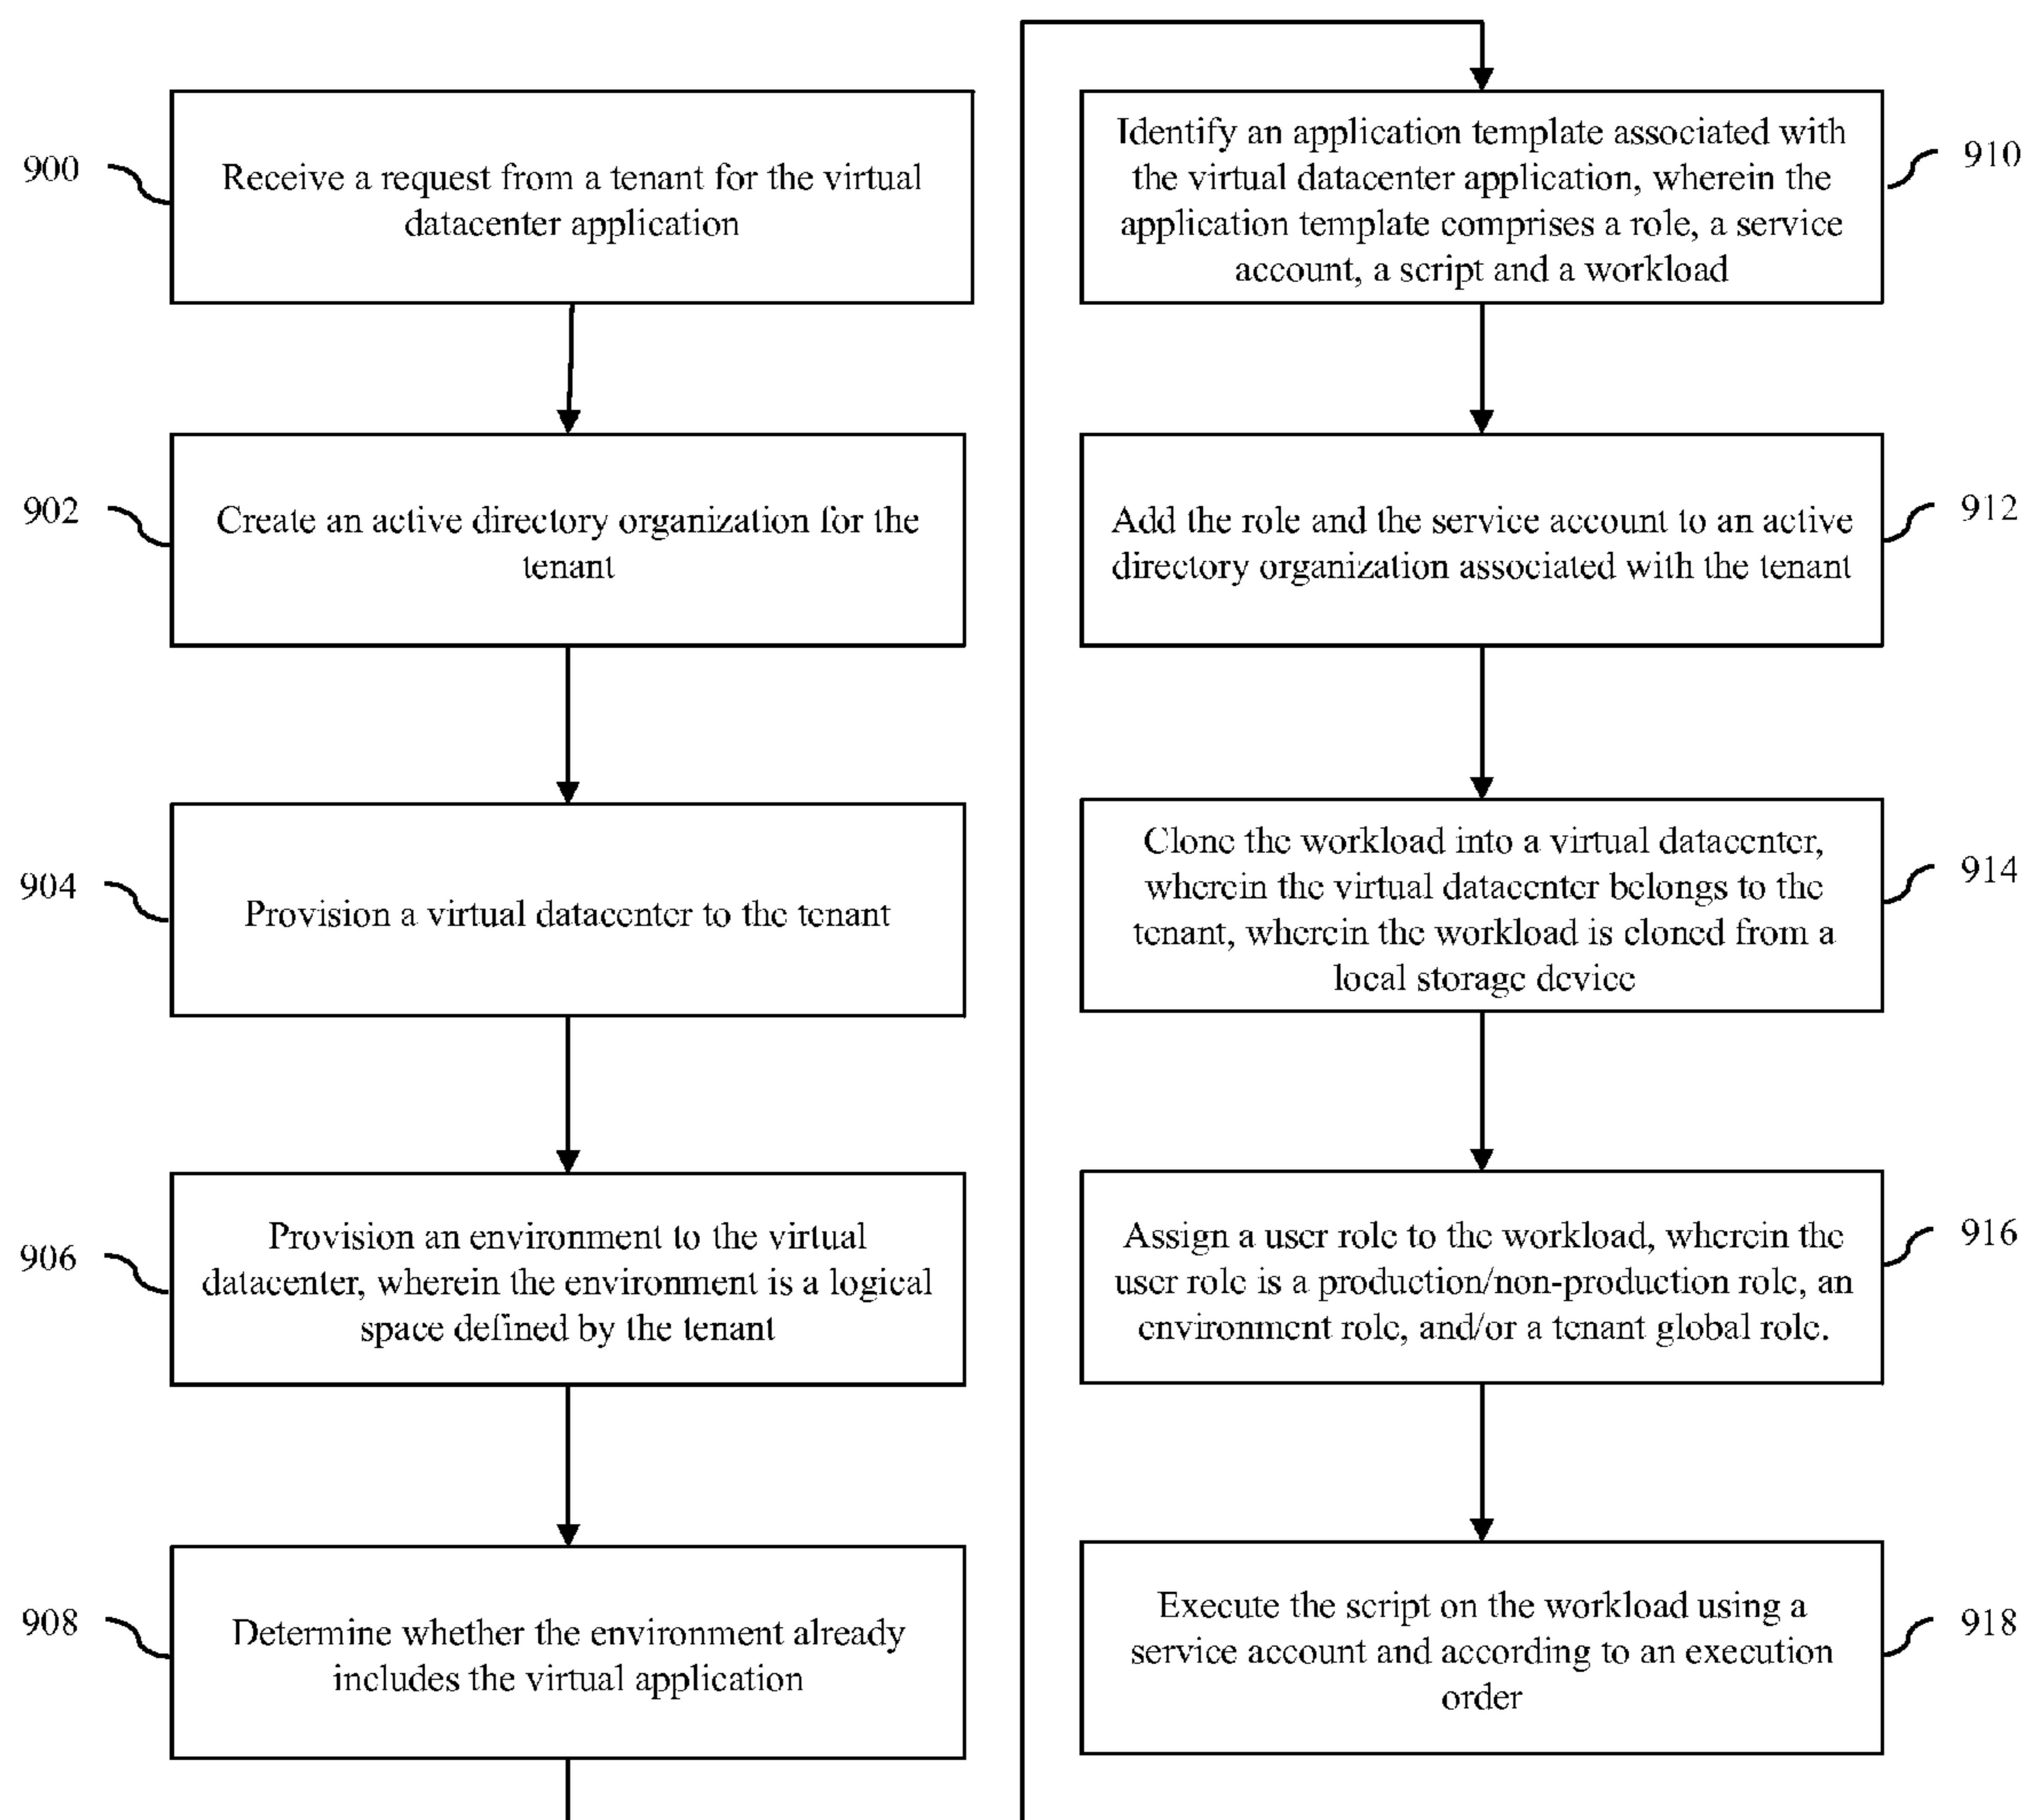 900
Receive a request from a tenant for the virtual
datacenter application
902
Create an active directory organization for the
tenant
904
Provision a virtual datacenter to the tenant
906
Provision an environment to the virtual
datacenter, wherein the environment is a logical
space defined by the tenant
908
Determine whether the environment already
includes the virtual application
Identify an application template associated with
the virtual datacenter application, wherein the
application template comprises a role, a service
account, a script and a workload
910
Add the role and the service account to an active
directory organization associated with the tenant
912
Clone the workload into a virtual datacenter,
wherein the virtual datacenter belongs to the
tenant, wherein the workload is cloned from a
local storage device
914
Assign a user role to the workload, wherein the
user role is a production/non-production role, an
environment role, and/or a tenant global role.
916
Execute the script on the workload using a
service account and according to an execution
order
918